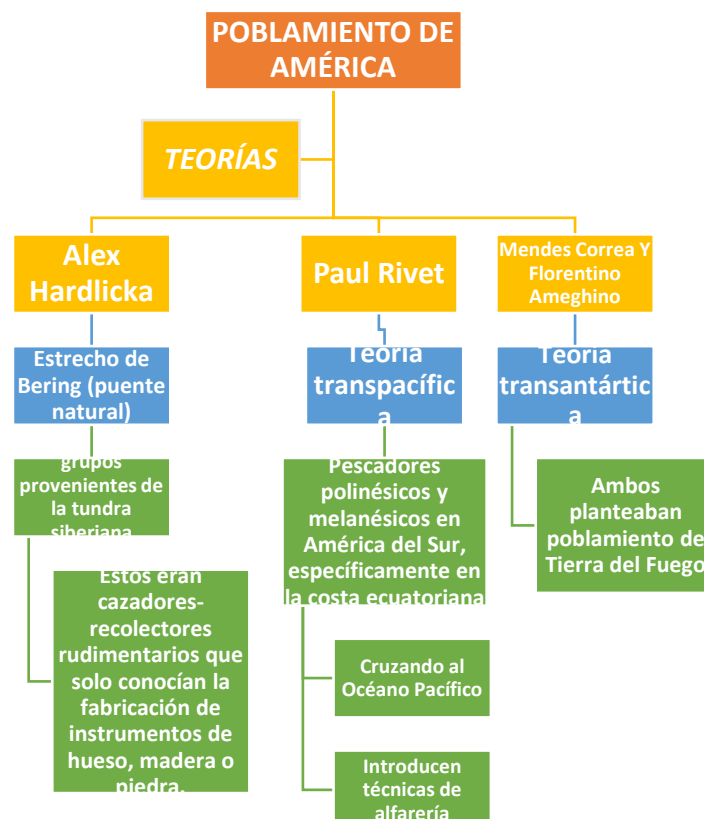 POBLAMIENTO DE
AMÉRICA
TEORÍAS
Alex
Hardlicka
Estrecho de
Bering (puente
natural)
grupos
provenientes de
la tundra
siberiana
Estos eran
cazadores-
recolectores
rudimentarios que
solo conocían la
fabricación de
instrumentos de
hueso, madera o
piedra.
Paul Rivet
Teoría
transpacífic
a
Pescadores
polinésicos y
melanésicos en
América del Sur,
específicamente en
la costa ecuatoriana
Cruzando al
Océano Pacífico
Introducen
técnicas de
alfarería
Mendes Correa Y
Florentino
Ameghino
Teoría
transantártic
a
Ambos
planteaban
poblamiento de
Tierra del Fuego